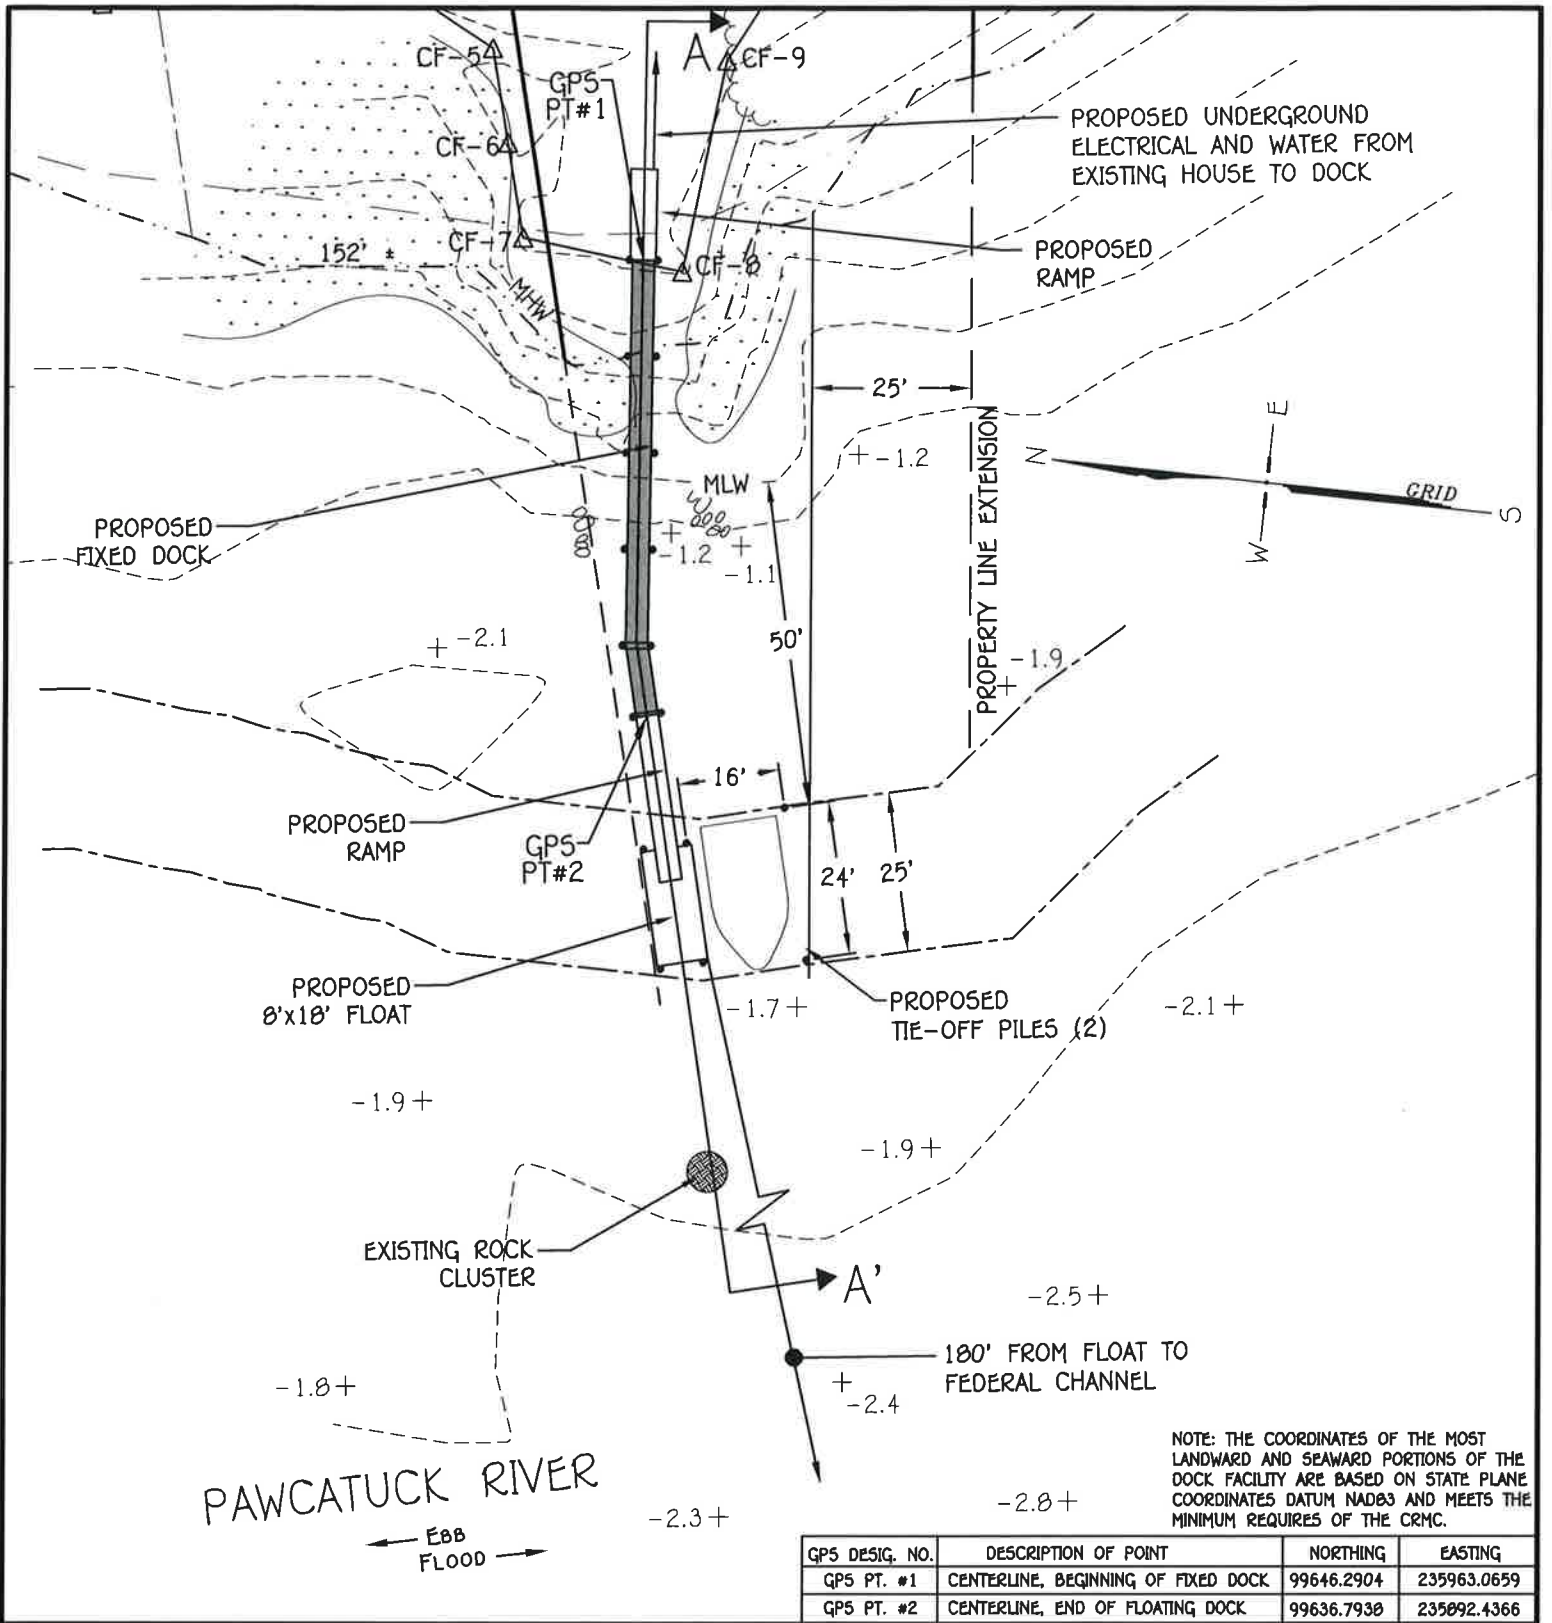 A
CF-5
CF-9
GPS
PT#1
PROPOSED UNDERGROUND
ELECTRICAL AND WATER FROM
EXISTING HOUSE TO DOCK
CF-6
CF-7
152' ±
CF-8
PROPOSED
RAMP
MHW
25'
PROPERTY LINE EXTENSION
N
E
GRID
S
W
-1.2
MLW
PROPOSED
FIXED DOCK
-1.2
-1.1
-2.1
50'
-1.9
16'
PROPOSED
RAMP
GPS
PT#2
24'
25'
PROPOSED
8'x18' FLOAT
-1.7
PROPOSED
TIE-OFF PILES (2)
-2.1
-1.9
-1.9
EXISTING ROCK
CLUSTER
A'
-2.5
180' FROM FLOAT TO
FEDERAL CHANNEL
-1.8
-2.4
PAWCATUCK RIVER
EBB
FLOOD
-2.3
-2.8
NOTE: THE COORDINATES OF THE MOST
LANDWARD AND SEAWARD PORTIONS OF THE
DOCK FACILITY ARE BASED ON STATE PLANE
COORDINATES DATUM NAD83 AND MEETS THE
MINIMUM REQUIRES OF THE CRMC.
GPS DESIG. NO. DESCRIPTION OF POINT NORTHING EASTING
GPS PT. #1 CENTERLINE, BEGINNING OF FIXED DOCK 99646.2904 235963.0659
GPS PT. #2 CENTERLINE, END OF FLOATING DOCK 99636.7938 235892.4366